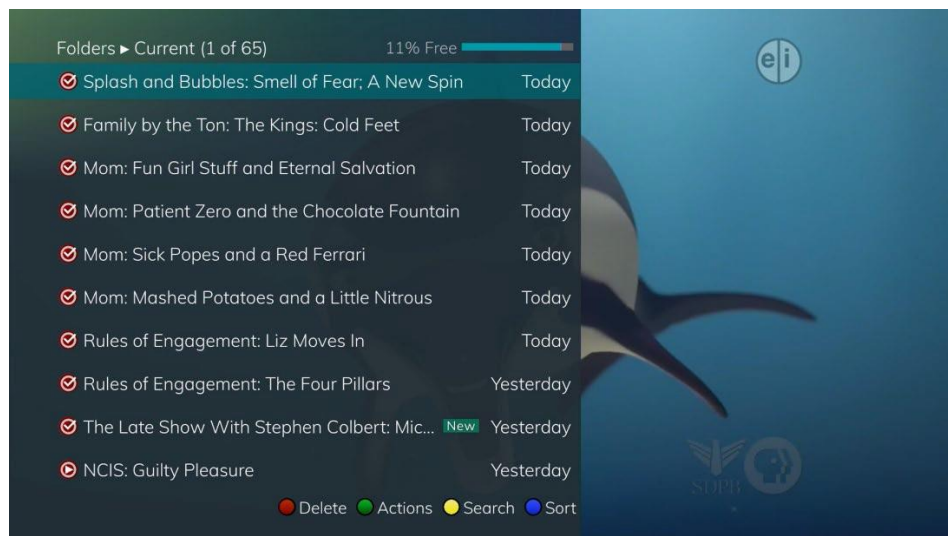 Folders ▸ Current (1 of 65) 11% Free
Splash and Bubbles: Smell of Fear; A New Spin Today
Family by the Ton: The Kings: Cold Feet Today
Mom: Fun Girl Stuff and Eternal Salvation Today
Mom: Patient Zero and the Chocolate Fountain Today
Mom: Sick Popes and a Red Ferrari Today
Mom: Mashed Potatoes and a Little Nitrous Today
Rules of Engagement: Liz Moves In Today
Rules of Engagement: The Four Pillars Yesterday
The Late Show With Stephen Colbert: Mic... New Yesterday
NCIS: Guilty Pleasure Yesterday
Delete Actions Search Sort
e i
SDPB